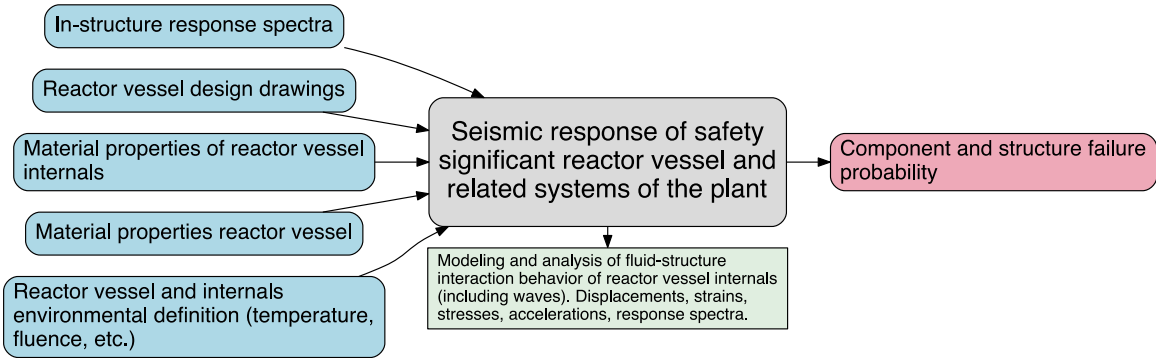 In-structure response spectra
Reactor vessel design drawings
Material properties of reactor vessel
internals
Material properties reactor vessel
Reactor vessel and internals
environmental definition (temperature,
fluence, etc.)
Seismic response of safety
significant reactor vessel and
related systems of the plant
Modeling and analysis of fluid-structure
interaction behavior of reactor vessel internals
(including waves). Displacements, strains,
stresses, accelerations, response spectra.
Component and structure failure
probability